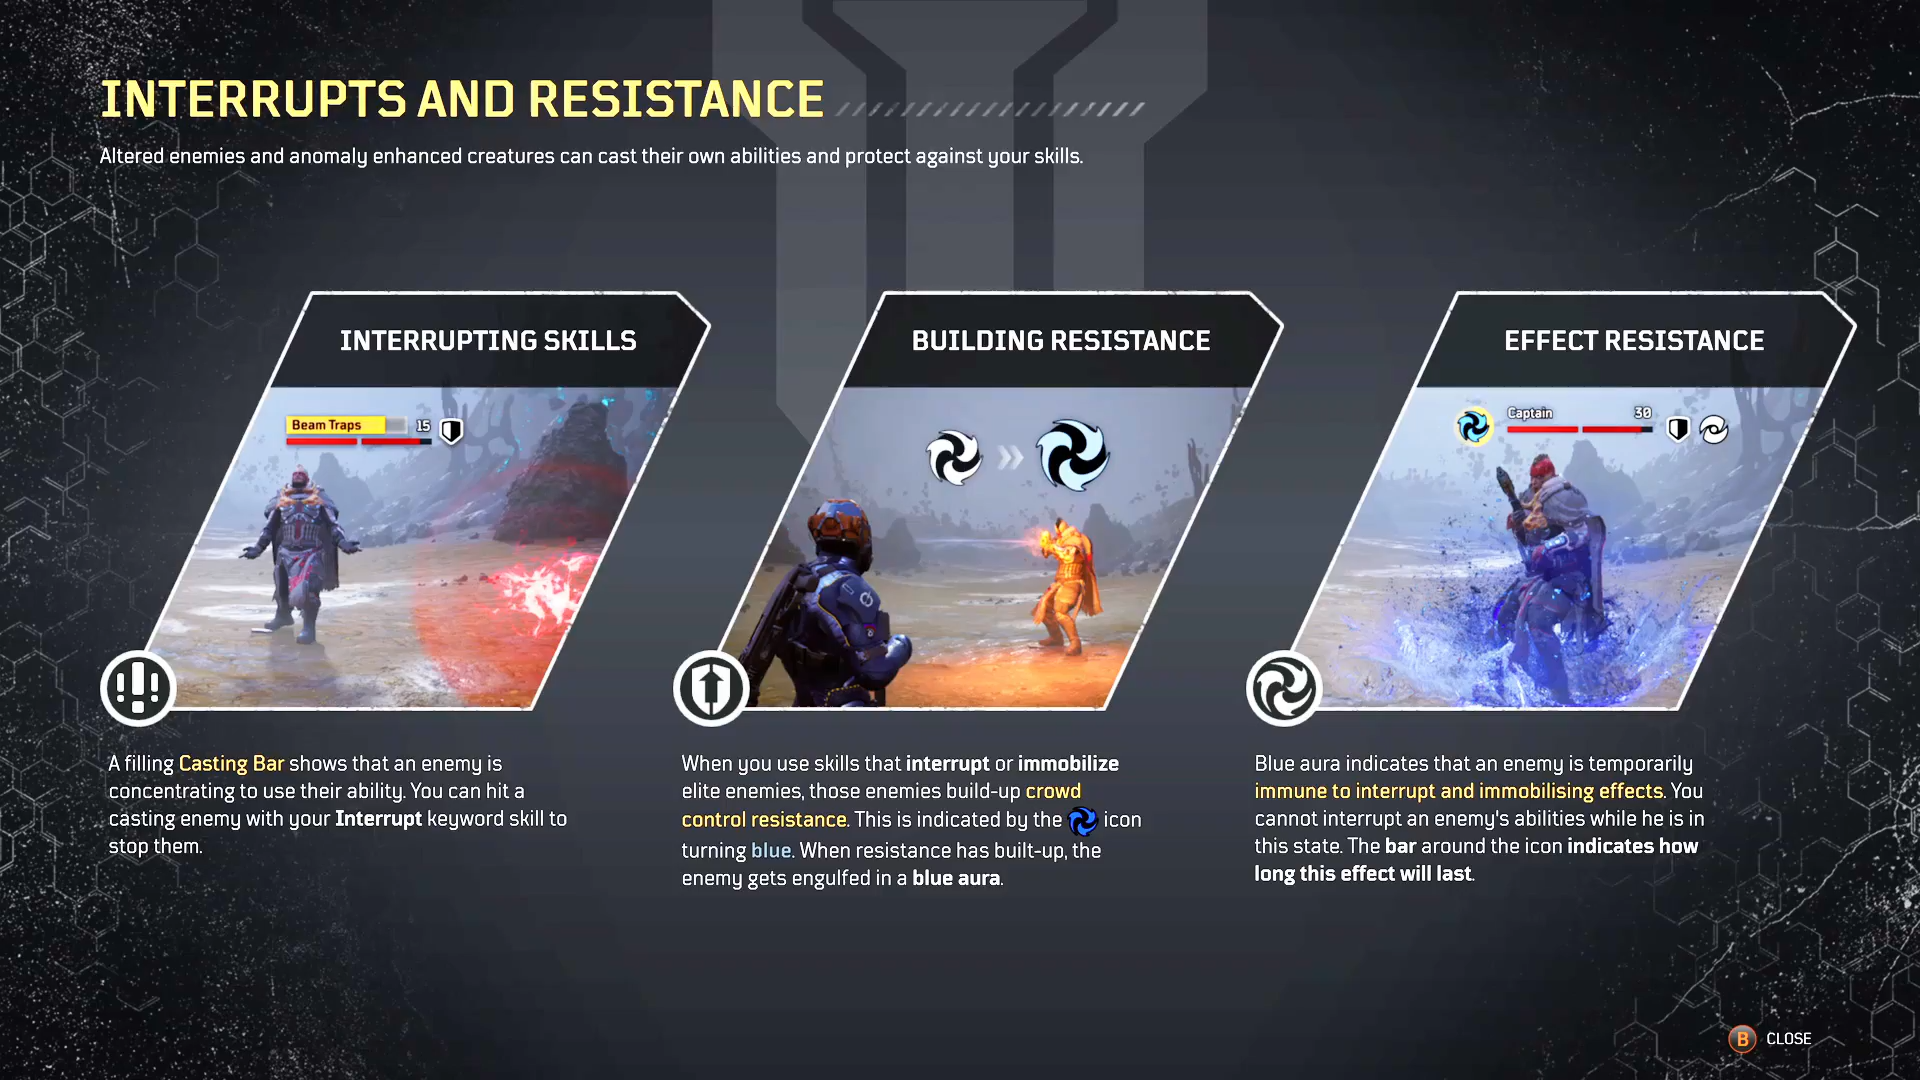 INTERRUPTS AND RESISTANCE
Altered enemies and anomaly enhanced creatures can cast their own abilities and protect against your skills.
INTERRUPTING SKILLS
Beam Traps 15
A filling Casting Bar shows that an enemy is
concentrating to use their ability. You can hit a
casting enemy with your Interrupt keyword skill to
stop them.
BUILDING RESISTANCE
When you use skills that interrupt or immobilize
elite enemies, those enemies build-up crowd
control resistance. This is indicated by the icon
turning blue. When resistance has built-up, the
enemy gets engulfed in a blue aura.
EFFECT RESISTANCE
Captain 30
Blue aura indicates that an enemy is temporarily
immune to interrupt and immobilising effects. You
cannot interrupt an enemy's abilities while he is in
this state. The bar around the icon indicates how
long this effect will last.
B CLOSE